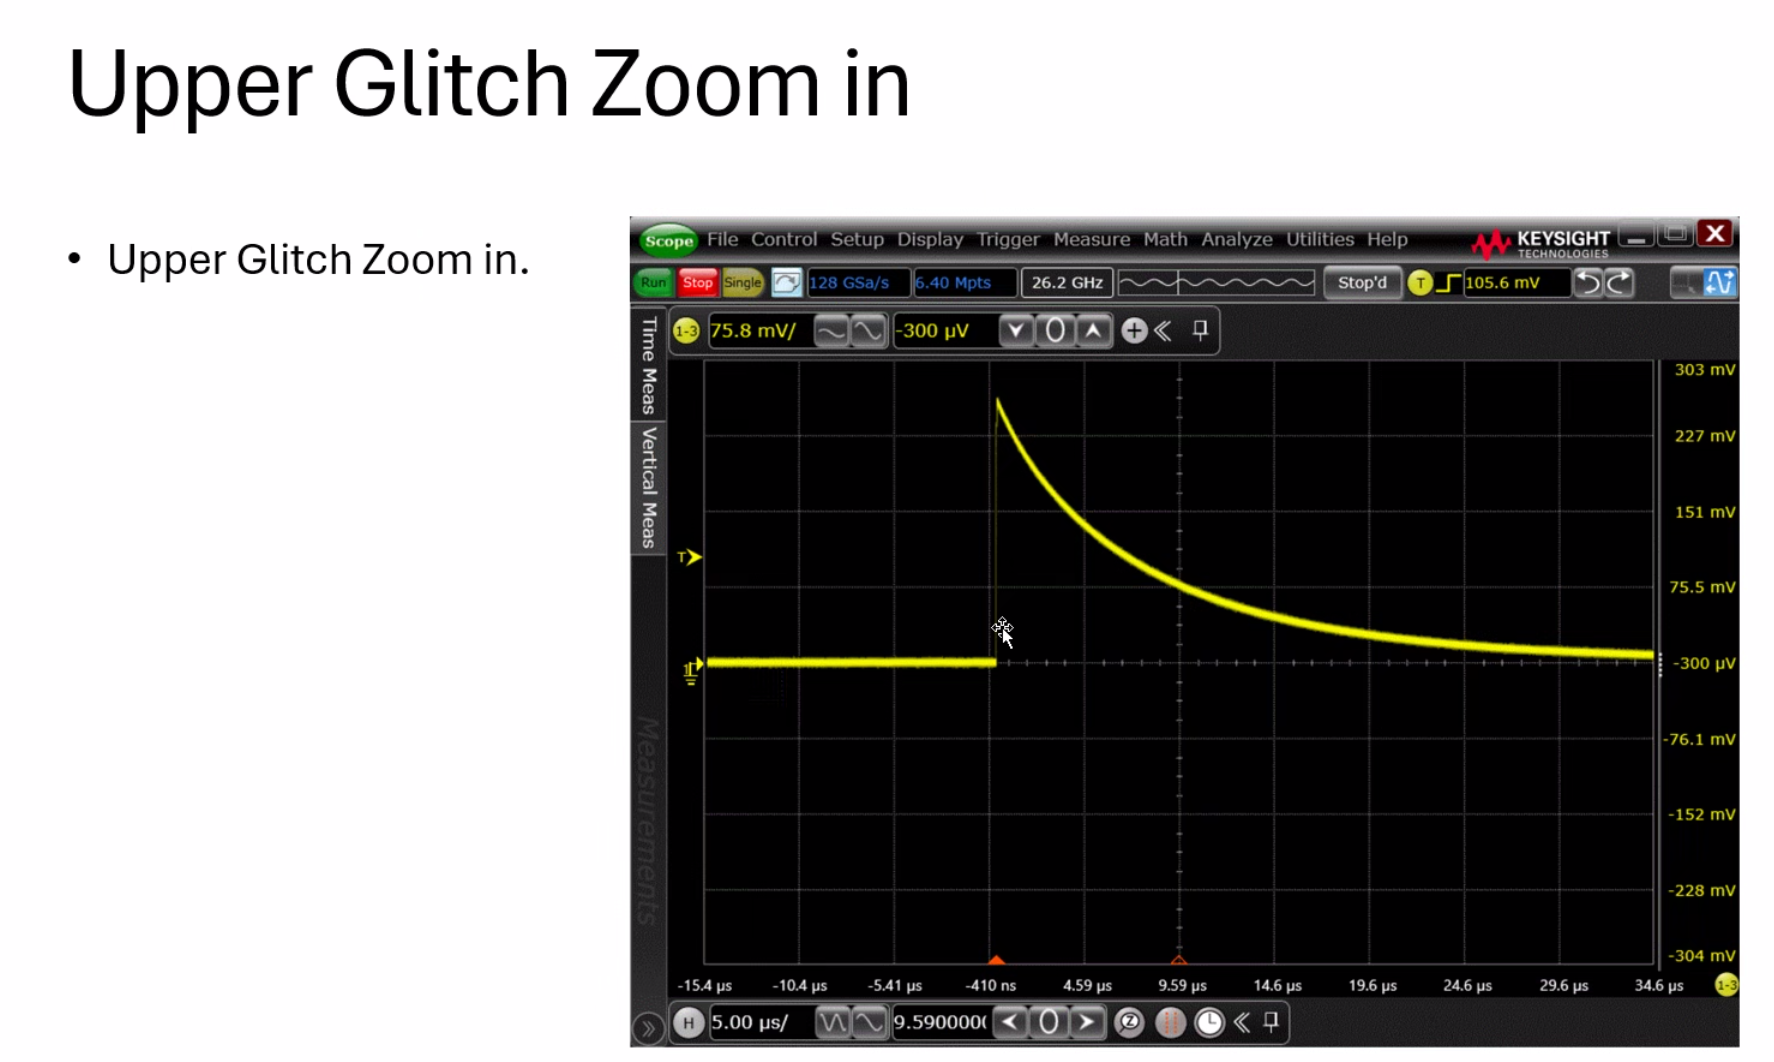 Upper Glitch Zoom in
• Upper Glitch Zoom in.
Scope File Control Setup Display Trigger Measure Math Analyze Utilities Help
KEYSIGHT
TECHNOLOGIES
Run Stop Single 128 GSa/s 6.40 Mpts 26.2 GHz Stop'd T 105.6 mV
1-3 75.8 mV/ -300 µV 0
Time Meas
Vertical Meas
Measurements
303 mV
227 mV
151 mV
T
75.5 mV
-300 µV
-76.1 mV
-152 mV
-228 mV
-304 mV
-15.4 µs -10.4 µs -5.41 µs -410 ns 4.59 µs 9.59 µs 14.6 µs 19.6 µs 24.6 µs 29.6 µs 34.6 µs 1-3
H 5.00 µs/ 9.590000( 0 Z